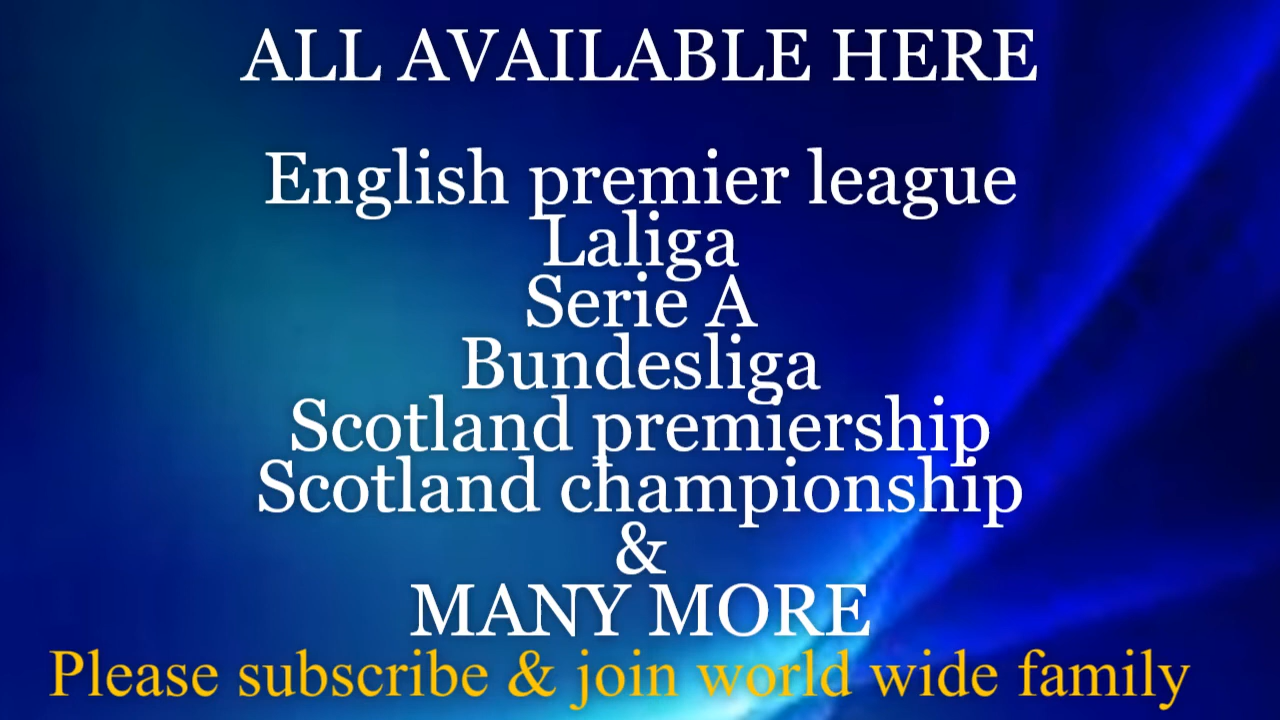 ALL AVAILABLE HERE
English premier league
Laliga
Serie A
Bundesliga
Scotland premiership
Scotland championship
&
MANY MORE
Please subscribe & join world wide family